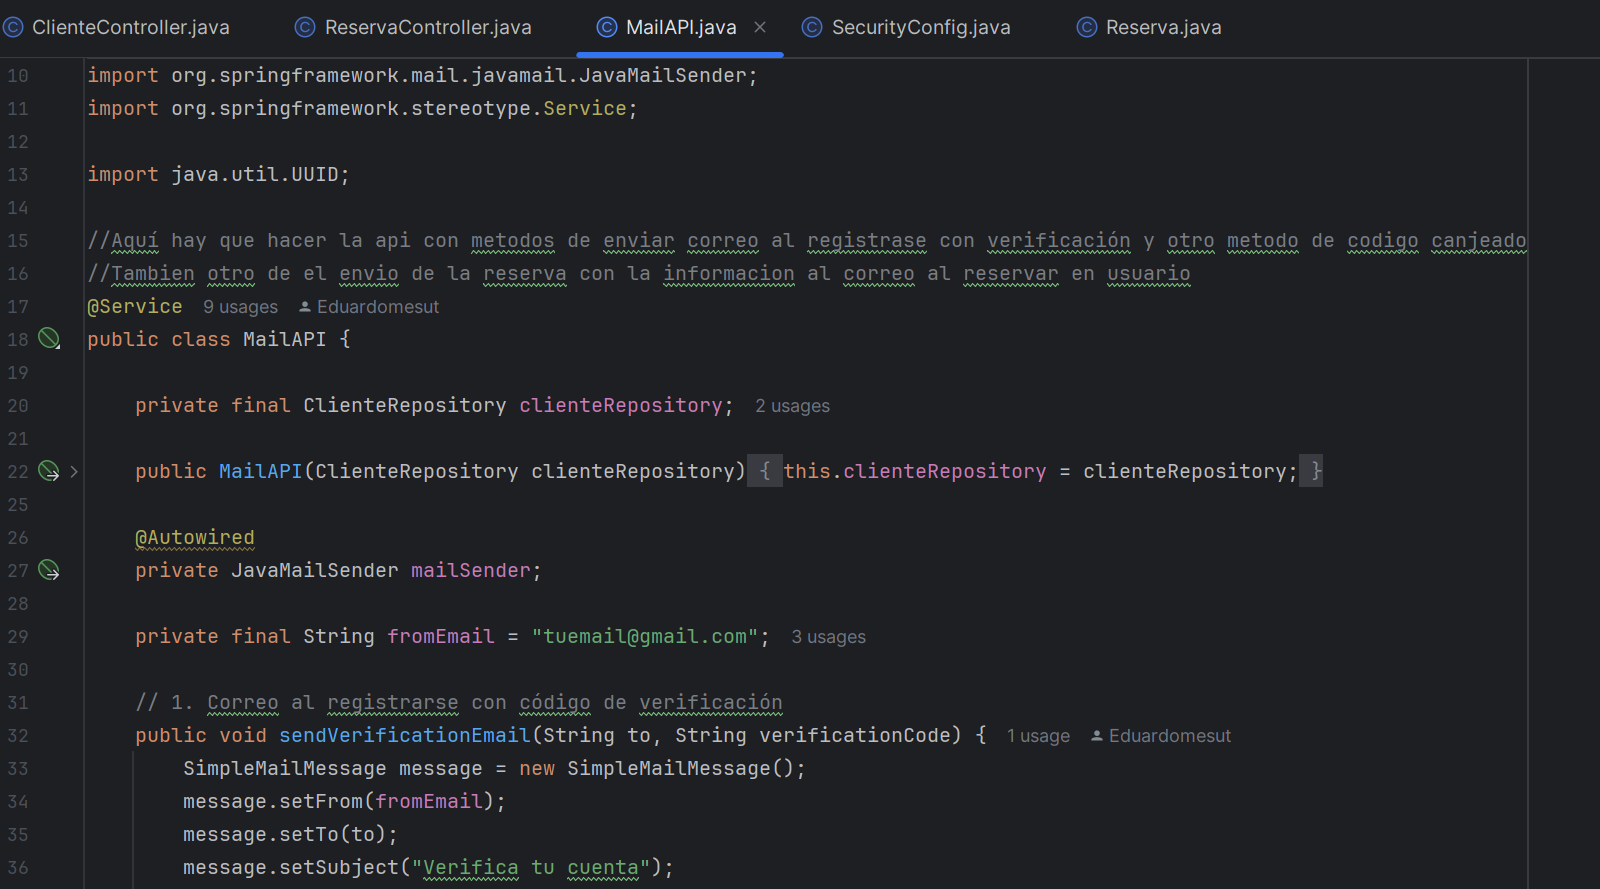 ClienteController.java ReservaController.java MailAPI.java SecurityConfig.java Reserva.java
10 import org.springframework.mail.javamail.JavaMailSender;
11 import org.springframework.stereotype.Service;
12
13 import java.util.UUID;
14
15 //Aquí hay que hacer la api con metodos de enviar correo al registrase con verificación y otro metodo de codigo canjeado
16 //Tambien otro de el envio de la reserva con la informacion al correo al reservar en usuario
17 @Service 9 usages Eduardomesut
18 public class MailAPI {
19
20 private final ClienteRepository clienteRepository; 2 usages
21
22 public MailAPI(ClienteRepository clienteRepository) { this.clienteRepository = clienteRepository; }
25
26 @Autowired
27 private JavaMailSender mailSender;
28
29 private final String fromEmail = "tuemail@gmail.com"; 3 usages
30
31 // 1. Correo al registrarse con código de verificación
32 public void sendVerificationEmail(String to, String verificationCode) { 1 usage Eduardomesut
33 SimpleMailMessage message = new SimpleMailMessage();
34 message.setFrom(fromEmail);
35 message.setTo(to);
36 message.setSubject("Verifica tu cuenta");